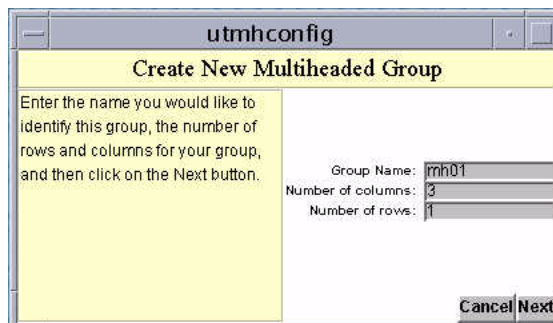 utmhconfig
Create New Multiheaded Group
Enter the name you would like to
identify this group, the number of
rows and columns for your group,
and then click on the Next button.
Group Name: mh01
Number of columns: 3
Number of rows: 1
Cancel Next